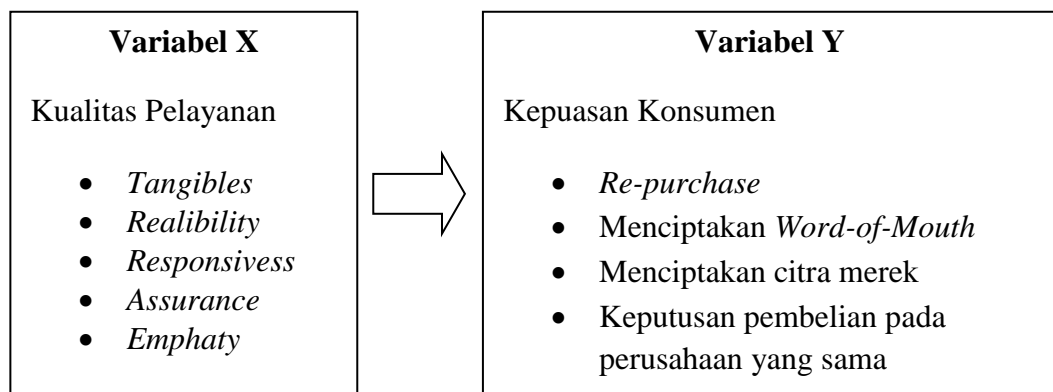 Variabel X
Kualitas Pelayanan
• Tangibles
• Realibility
• Responsivess
• Assurance
• Emphaty
Variabel Y
Kepuasan Konsumen
• Re-purchase
• Menciptakan Word-of-Mouth
• Menciptakan citra merek
• Keputusan pembelian pada
perusahaan yang sama